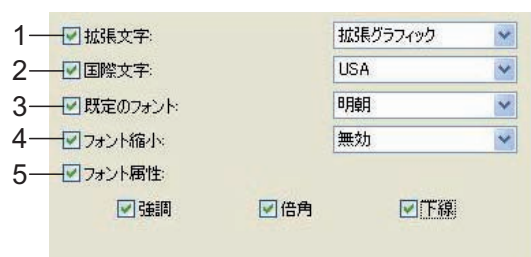 1 拡張文字: 拡張グラフィック
2 国際文字: USA
3 既定のフォント: 明朝
4 フォント縮小: 無効
5 フォント属性:
強調 倍角 下線